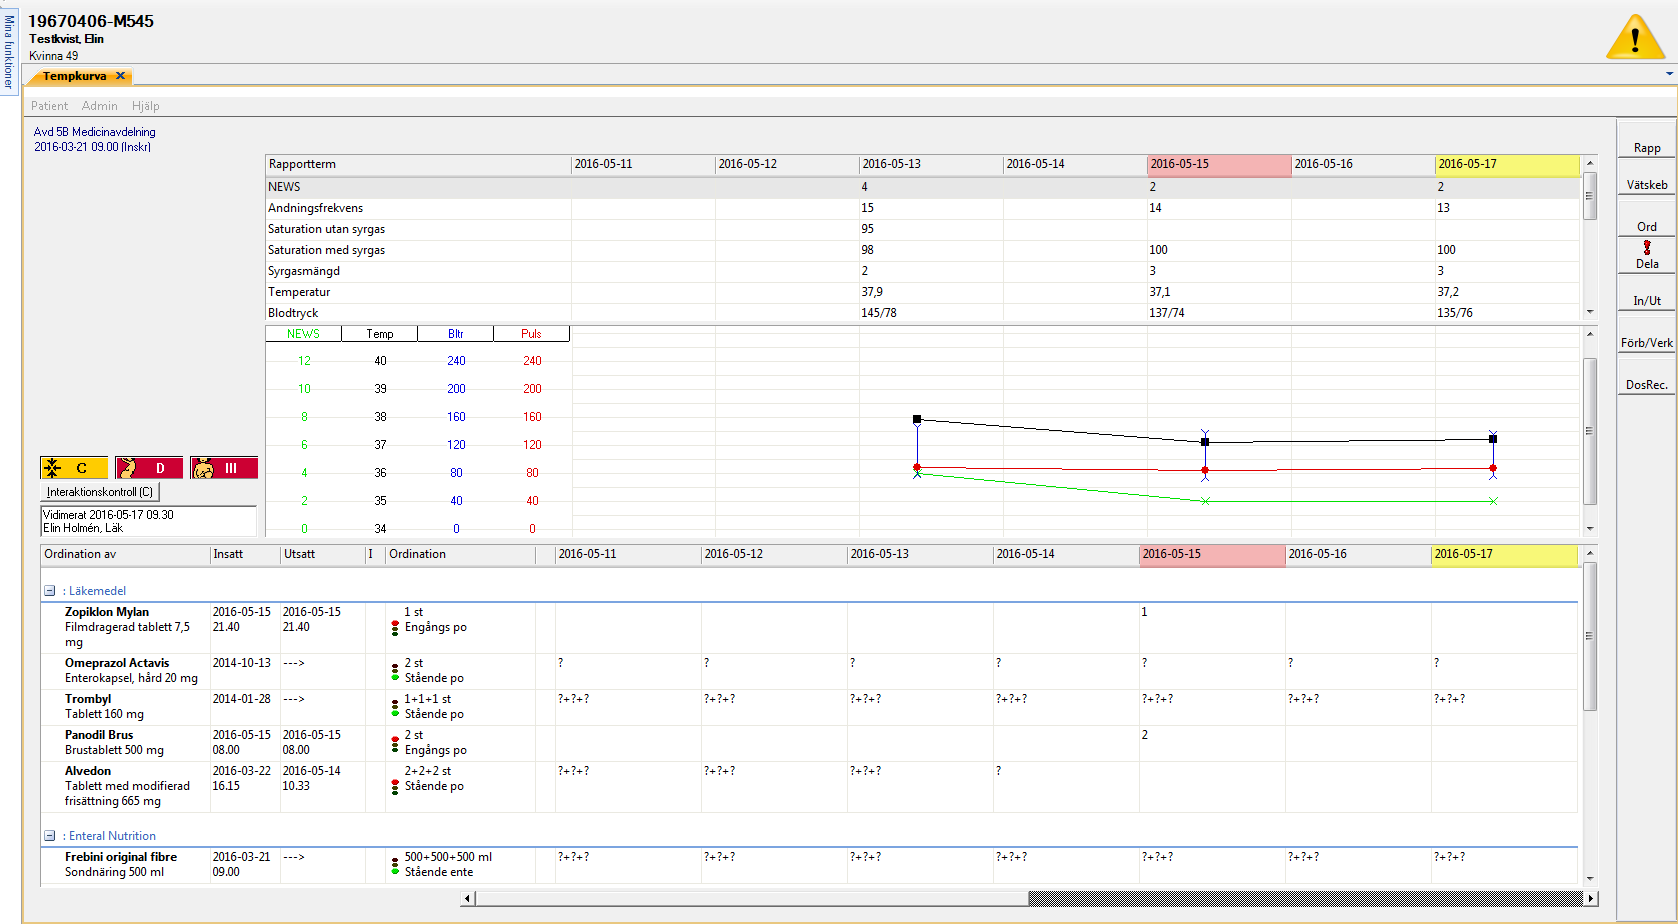 Mina funktioner
19670406-M545
Testkvist, Elin
Kvinna 49
Tempkurva
Patient Admin Hjälp
Avd 5B Medicinavdelning
2016-03-21 09.00 (Inskr)
Rapportterm 2016-05-11 2016-05-12 2016-05-13 2016-05-14 2016-05-15 2016-05-16 2016-05-17
NEWS 4 2 2
Andningsfrekvens 15 14 13
Saturation utan syrgas 95
Saturation med syrgas 98 100 100
Syrgasmängd 2 3 3
Temperatur 37,9 37,1 37,2
Blodtryck 145/78 137/74 135/76
NEWS Temp Bltr Puls
12 40 240 240
10 39 200 200
8 38 160 160
6 37 120 120
4 36 80 80
2 35 40 40
0 34 0 0
C D III
Interaktionskontroll (C)
Vidimerat 2016-05-17 09.30
Elin Holmén, Läk
Rapp
Vätskeb
Ord
Dela
In/Ut
Förb/Verk
DosRec.
Ordination av Insatt Utsatt I Ordination 2016-05-11 2016-05-12 2016-05-13 2016-05-14 2016-05-15 2016-05-16 2016-05-17
: Läkemedel
Zopiklon Mylan 2016-05-15 2016-05-15 1 st 1
Filmdragerad tablett 7,5 21.40 21.40 Engångs po
mg
Omeprazol Actavis 2014-10-13 ---> 2 st ? ? ? ? ? ? ?
Enterokapsel, hård 20 mg Stående po
Trombyl 2014-01-28 ---> 1+1+1 st ?+?+? ?+?+? ?+?+? ?+?+? ?+?+? ?+?+? ?+?+?
Tablett 160 mg Stående po
Panodil Brus 2016-05-15 2016-05-15 2 st 2
Brustablett 500 mg 08.00 08.00 Engångs po
Alvedon 2016-03-22 2016-05-14 2+2+2 st ?+?+? ?+?+? ?+?+? ?
Tablett med modifierad 16.15 10.33 Stående po
frisättning 665 mg
: Enteral Nutrition
Frebini original fibre 2016-03-21 ---> 500+500+500 ml ?+?+? ?+?+? ?+?+? ?+?+? ?+?+? ?+?+? ?+?+?
Sondnäring 500 ml 09.00 Stående ente